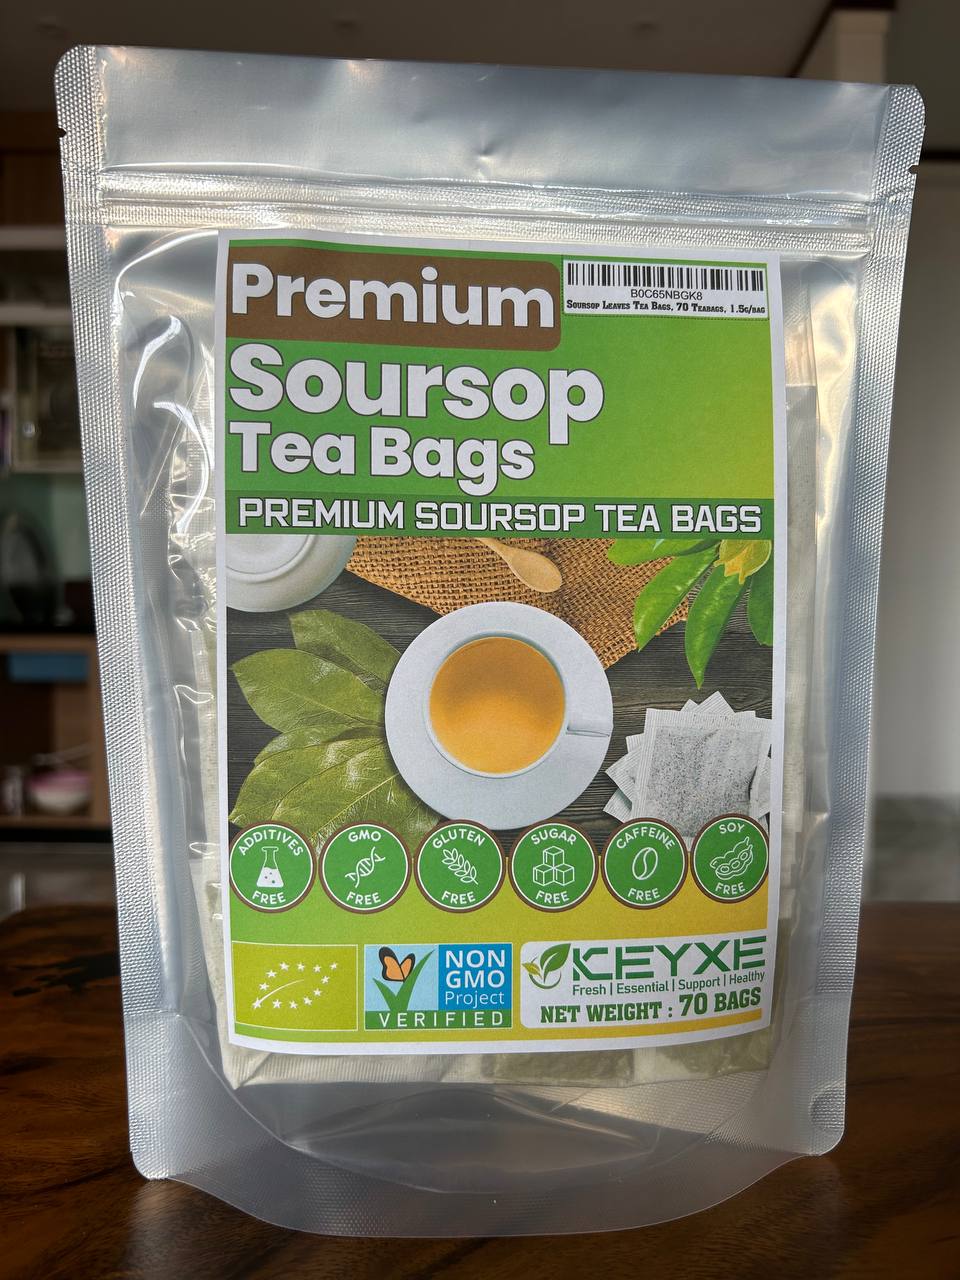 Premium
B0C65NBGK8
Soursop Leaves Tea Bags, 70 Teabags, 1.5g/bag
Soursop
Tea Bags
PREMIUM SOURSOP TEA BAGS
ADDITIVES
FREE
GMO
FREE
GLUTEN
FREE
SUGAR
FREE
CAFFEINE
FREE
SOY
FREE
NON
GMO
Project
VERIFIED
KEYXE
Fresh | Essential | Support | Healthy
NET WEIGHT : 70 BAGS